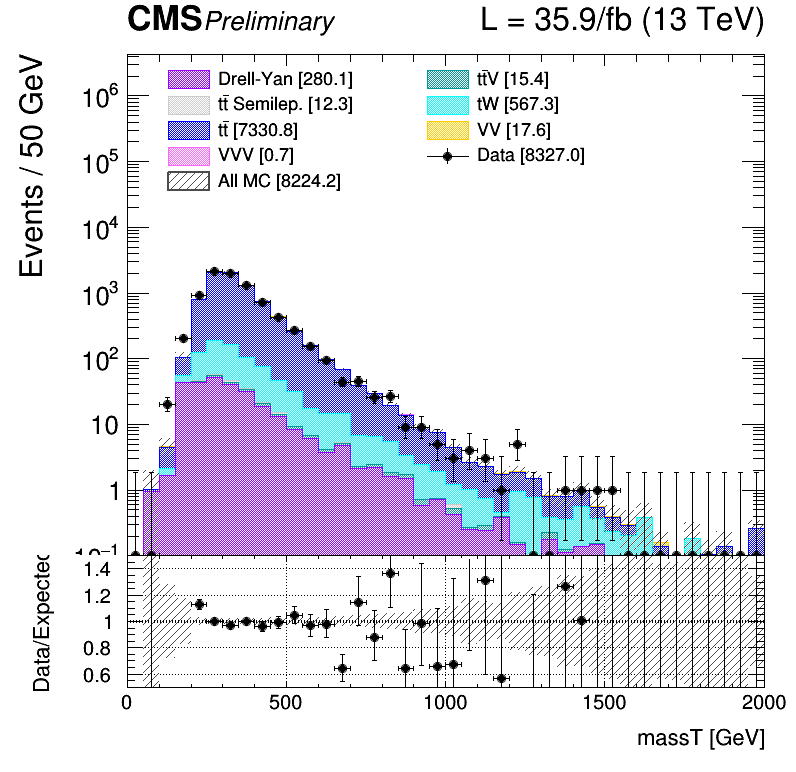 CMS Preliminary L = 35.9/fb (13 TeV)
Events / 50 GeV
Drell-Yan [280.1]
tt̄ Semilep. [12.3]
tt̄ [7330.8]
VVV [0.7]
All MC [8224.2]
tt̄V [15.4]
tW [567.3]
VV [17.6]
Data [8327.0]
10⁶
10⁵
10⁴
10³
10²
10
1
10⁻¹
Data/Expected
1.4
1.2
1
0.8
0.6
0 500 1000 1500 2000
massT [GeV]